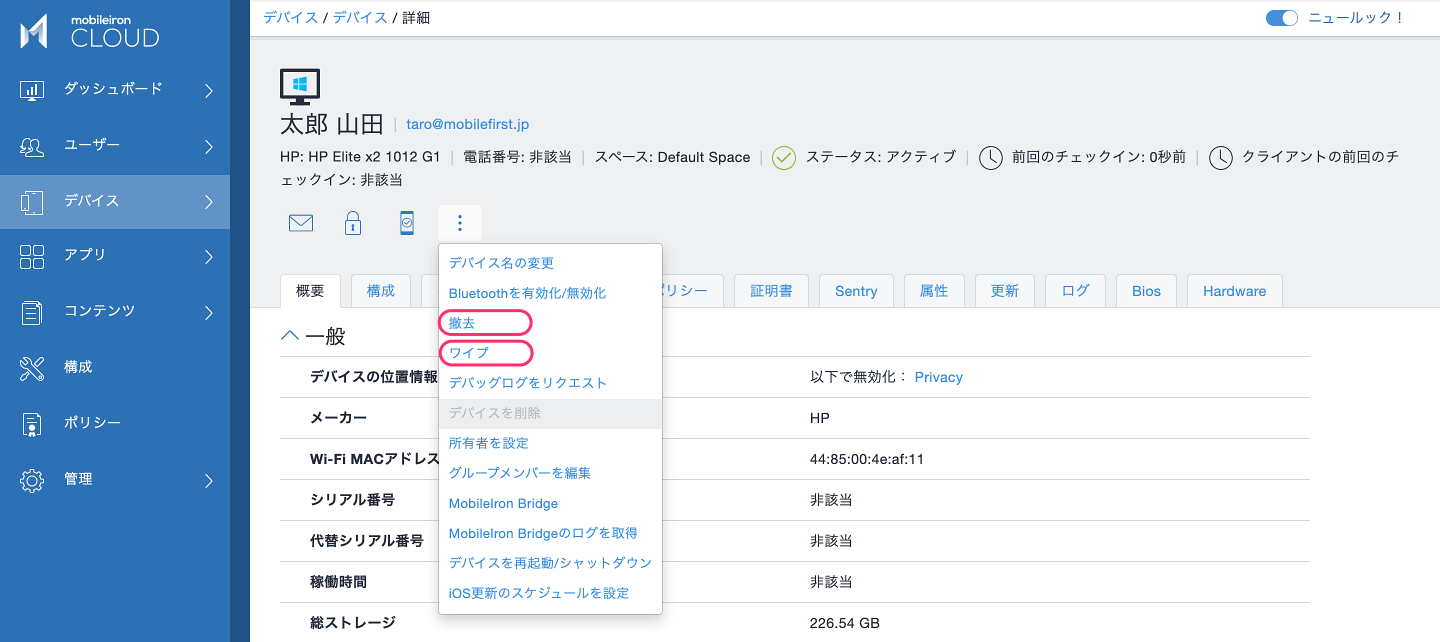 mobileiron
CLOUD
ダッシュボード
ユーザー
デバイス
アプリ
コンテンツ
構成
ポリシー
管理
デバイス / デバイス / 詳細
ニュールック！
太郎 山田 | taro@mobilefirst.jp
HP: HP Elite x2 1012 G1 | 電話番号: 非該当 | スペース: Default Space | ステータス: アクティブ | 前回のチェックイン: 0秒前 | クライアントの前回のチ
ェックイン: 非該当
概要 構成 ポリシー 証明書 Sentry 属性 更新 ログ Bios Hardware
デバイス名の変更
Bluetoothを有効化/無効化
撤去
ワイプ
デバッグログをリクエスト
デバイスを削除
所有者を設定
グループメンバーを編集
MobileIron Bridge
MobileIron Bridgeのログを取得
デバイスを再起動/シャットダウン
iOS更新のスケジュールを設定
一般
デバイスの位置情報 以下で無効化： Privacy
メーカー HP
Wi-Fi MACアドレス 44:85:00:4e:af:11
シリアル番号 非該当
代替シリアル番号 非該当
稼働時間 非該当
総ストレージ 226.54 GB